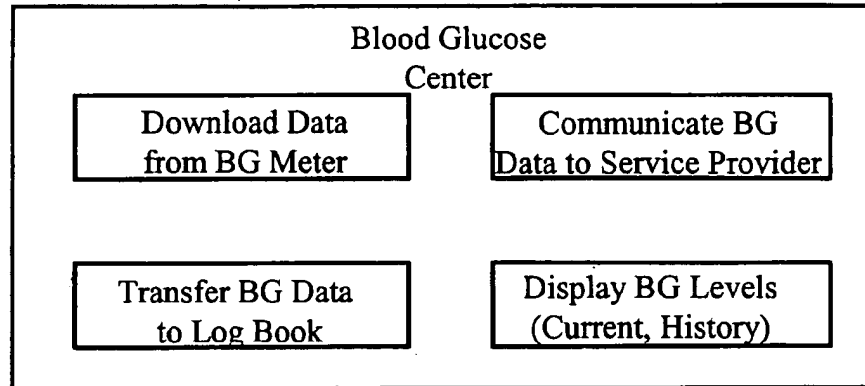 Blood Glucose
Center
Download Data
from BG Meter
Communicate BG
Data to Service Provider
Transfer BG Data
to Log Book
Display BG Levels
(Current, History)